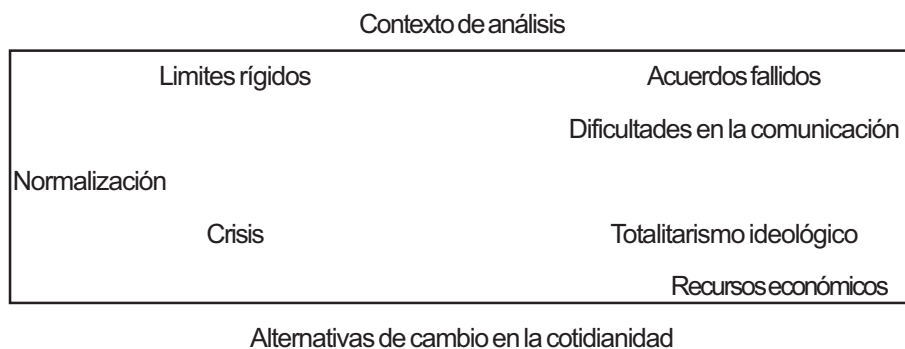 Contexto de análisis
Limites rígidos Acuerdos fallidos
Dificultades en la comunicación
Normalización
Crisis Totalitarismo ideológico
Recursos económicos
Alternativas de cambio en la cotidianidad